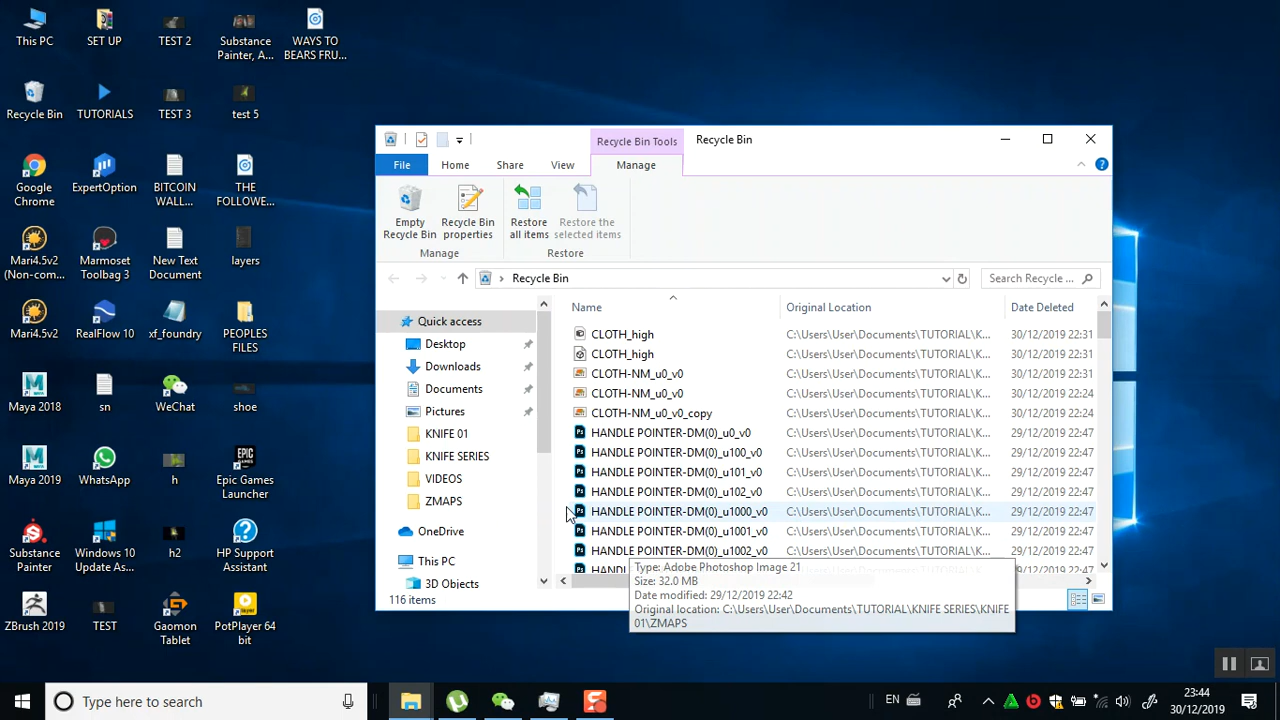 This PC
SET UP
TEST 2
Substance
Painter, A...
WAYS TO
BEARS FRU...
Recycle Bin
TUTORIALS
TEST 3
test 5
Google
Chrome
ExpertOption
BITCOIN
WALL...
THE
FOLLOWE...
Mari4.5v2
(Non-com...
Marmoset
Toolbag 3
New Text
Document
layers
Mari4.5v2
RealFlow 10
xf_foundry
PEOPLES
FILES
Maya 2018
sn
WeChat
shoe
Maya 2019
WhatsApp
h
Epic Games
Launcher
Substance
Painter
Windows 10
Update As...
h2
HP Support
Assistant
ZBrush 2019
TEST
Gaomon
Tablet
PotPlayer 64
bit
Recycle Bin Tools
Recycle Bin
File
Home
Share
View
Manage
Empty
Recycle Bin
Recycle Bin
properties
Restore
all items
Restore the
selected items
Manage
Restore
Recycle Bin
Search Recycle ...
Quick access
Desktop
Downloads
Documents
Pictures
KNIFE 01
KNIFE SERIES
VIDEOS
ZMAPS
OneDrive
This PC
3D Objects
Name Original Location Date Deleted
CLOTH_high C:\Users\User\Documents\TUTORIAL\K... 30/12/2019 22:31
CLOTH_high C:\Users\User\Documents\TUTORIAL\K... 30/12/2019 22:31
CLOTH-NM_u0_v0 C:\Users\User\Documents\TUTORIAL\K... 30/12/2019 22:31
CLOTH-NM_u0_v0 C:\Users\User\Documents\TUTORIAL\K... 30/12/2019 22:24
CLOTH-NM_u0_v0_copy C:\Users\User\Documents\TUTORIAL\K... 30/12/2019 22:24
HANDLE POINTER-DM(0)_u0_v0 C:\Users\User\Documents\TUTORIAL\K... 29/12/2019 22:47
HANDLE POINTER-DM(0)_u100_v0 C:\Users\User\Documents\TUTORIAL\K... 29/12/2019 22:47
HANDLE POINTER-DM(0)_u101_v0 C:\Users\User\Documents\TUTORIAL\K... 29/12/2019 22:47
HANDLE POINTER-DM(0)_u102_v0 C:\Users\User\Documents\TUTORIAL\K... 29/12/2019 22:47
HANDLE POINTER-DM(0)_u1000_v0 C:\Users\User\Documents\TUTORIAL\K... 29/12/2019 22:47
HANDLE POINTER-DM(0)_u1001_v0 C:\Users\User\Documents\TUTORIAL\K... 29/12/2019 22:47
HANDLE POINTER-DM(0)_u1002_v0 C:\Users\User\Documents\TUTORIAL\K... 29/12/2019 22:47
Type: Adobe Photoshop Image 21
Size: 32.0 MB
Date modified: 29/12/2019 22:42
Original location: C:\Users\User\Documents\TUTORIAL\KNIFE SERIES\KNIFE
01\ZMAPS
116 items
Type here to search
EN
23:44
30/12/2019